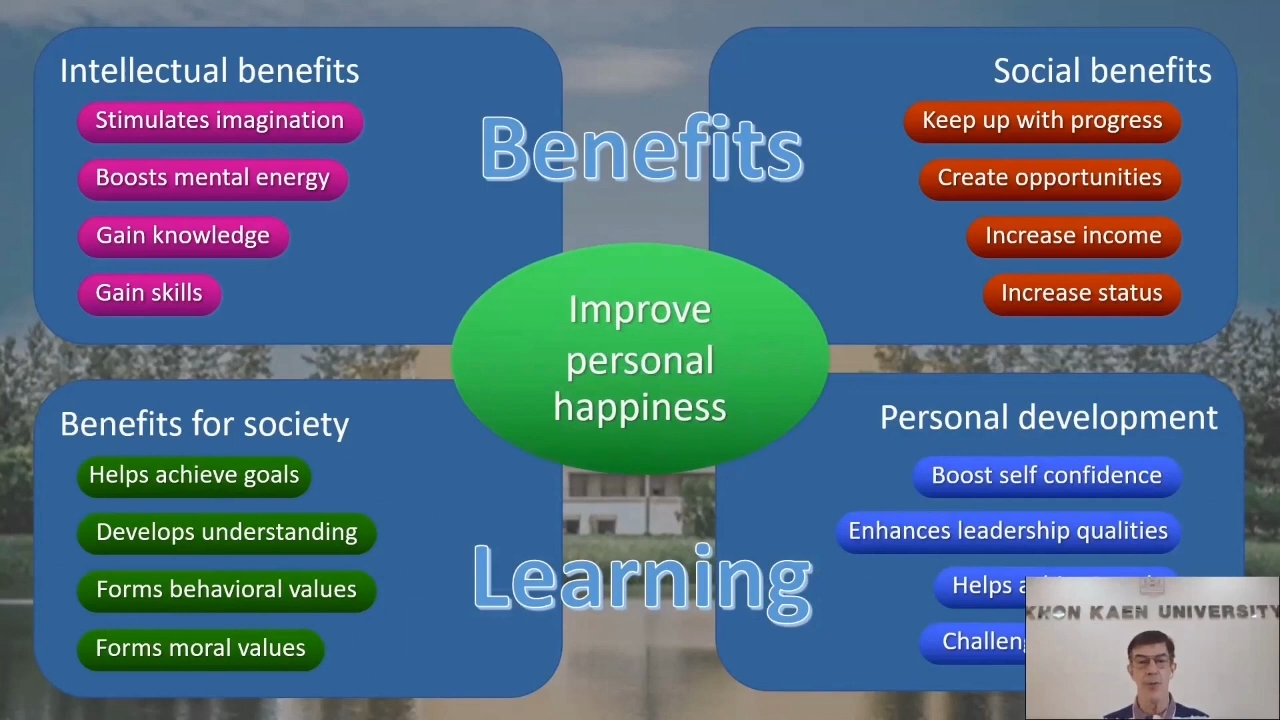 Intellectual benefits
Stimulates imagination
Boosts mental energy
Gain knowledge
Gain skills
Benefits
Social benefits
Keep up with progress
Create opportunities
Increase income
Increase status
Improve
personal
happiness
Benefits for society
Helps achieve goals
Develops understanding
Forms behavioral values
Forms moral values
Learning
Personal development
Boost self confidence
Enhances leadership qualities
Helps
KHON KAEN UNIVERSITY